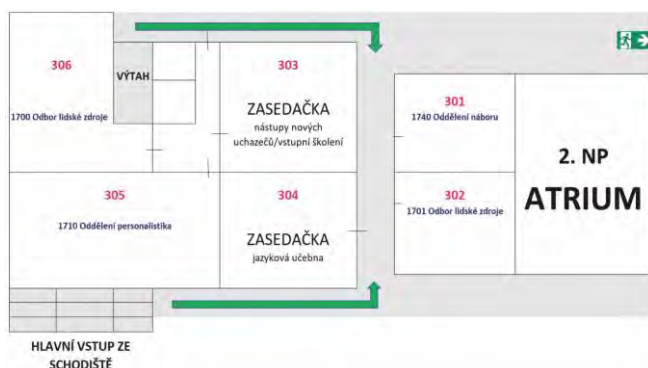 306
1700 Odbor lidské zdroje
VÝTAH
303
ZASEDAČKA
nástupy nových
uchazečů/vstupní školení
301
1740 Oddělení náboru
305
1710 Oddělení personalistika
304
ZASEDAČKA
jazyková učebna
302
1701 Odbor lidské zdroje
2. NP
ATRIUM
HLAVNÍ VSTUP ZE
SCHODIŠTĚ